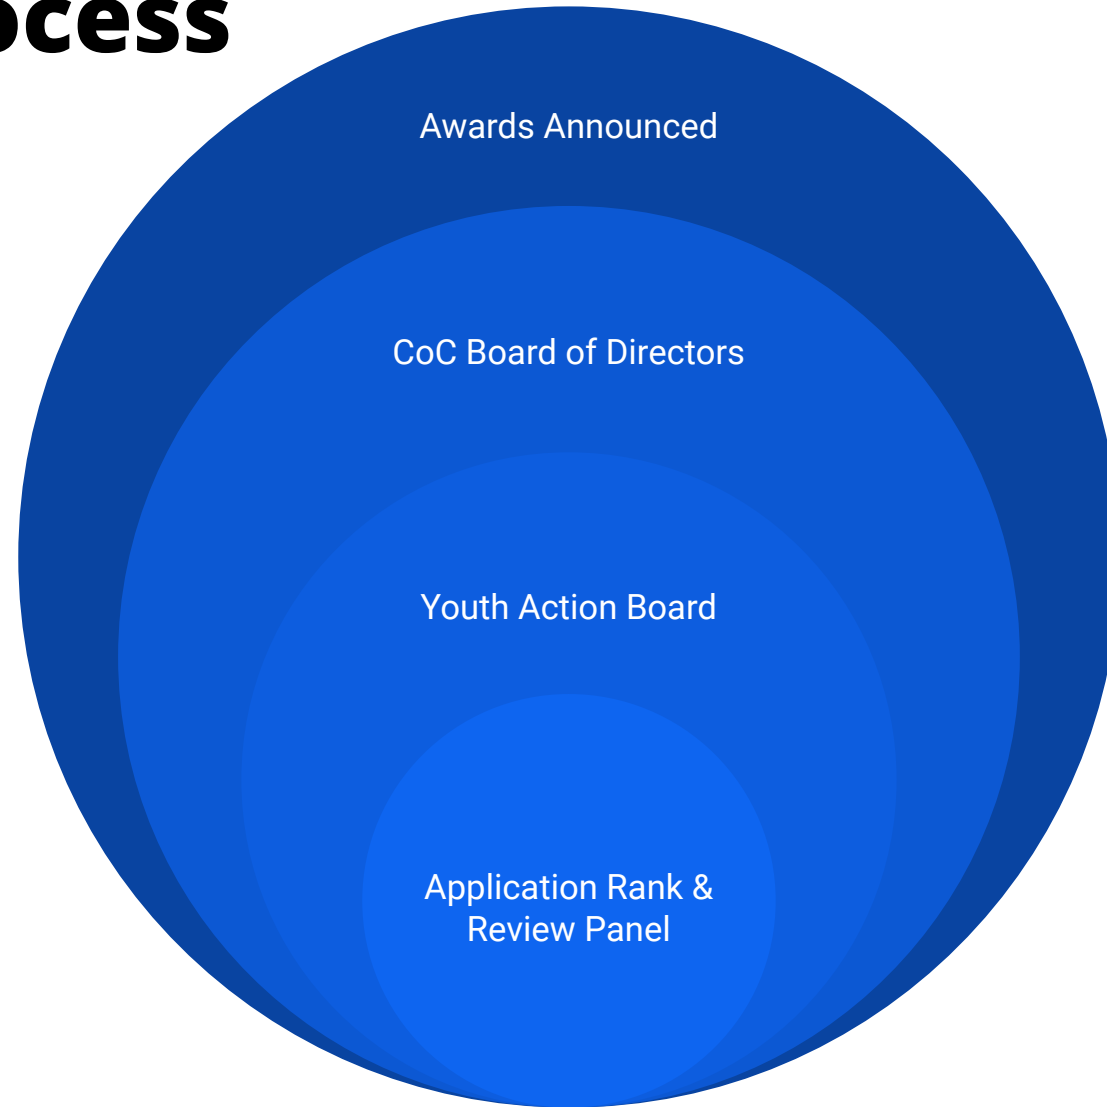 ocess
Awards Announced
CoC Board of Directors
Youth Action Board
Application Rank &
Review Panel